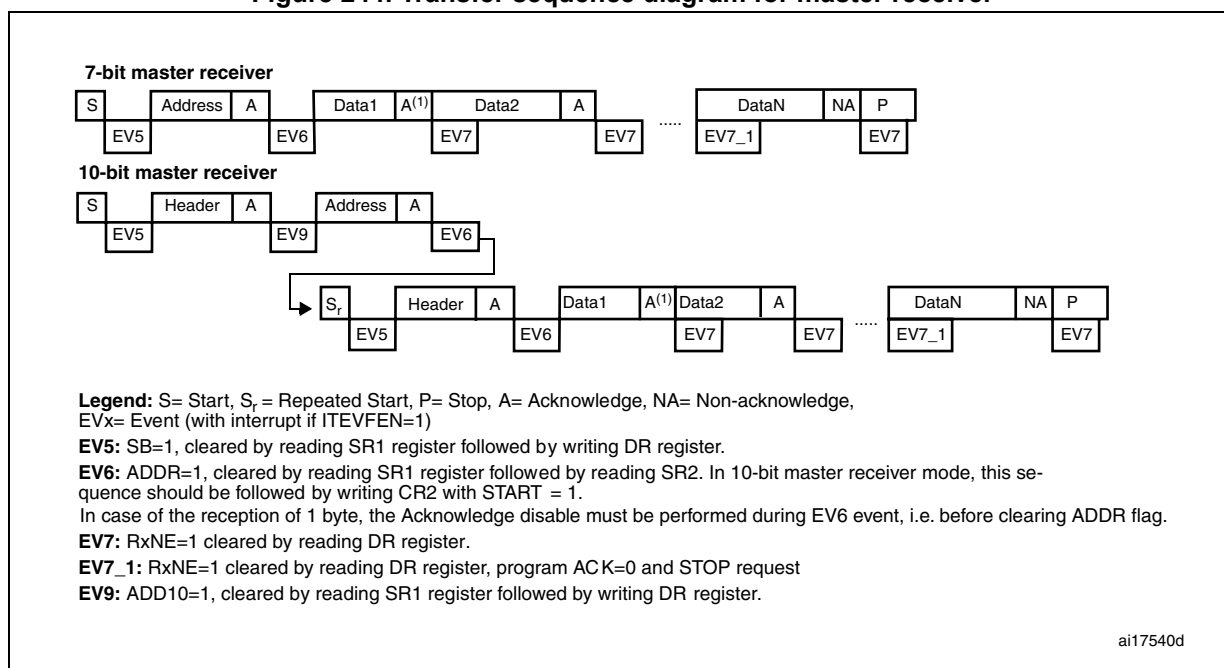 Figure 244. Transfer sequence diagram for master receiver
7-bit master receiver
S Address A Data1 A(1) Data2 A ..... DataN NA P
EV5 EV6 EV7 EV7 EV7_1 EV7
10-bit master receiver
S Header A Address A
EV5 EV9 EV6
Sr Header A Data1 A(1) Data2 A ..... DataN NA P
EV5 EV6 EV7 EV7 EV7_1 EV7
Legend: S= Start, Sr = Repeated Start, P= Stop, A= Acknowledge, NA= Non-acknowledge,
EVx= Event (with interrupt if ITEVFEN=1)
EV5: SB=1, cleared by reading SR1 register followed by writing DR register.
EV6: ADDR=1, cleared by reading SR1 register followed by reading SR2. In 10-bit master receiver mode, this se-
quence should be followed by writing CR2 with START = 1.
In case of the reception of 1 byte, the Acknowledge disable must be performed during EV6 event, i.e. before clearing ADDR flag.
EV7: RxNE=1 cleared by reading DR register.
EV7_1: RxNE=1 cleared by reading DR register, program ACK=0 and STOP request
EV9: ADD10=1, cleared by reading SR1 register followed by writing DR register.
ai17540d